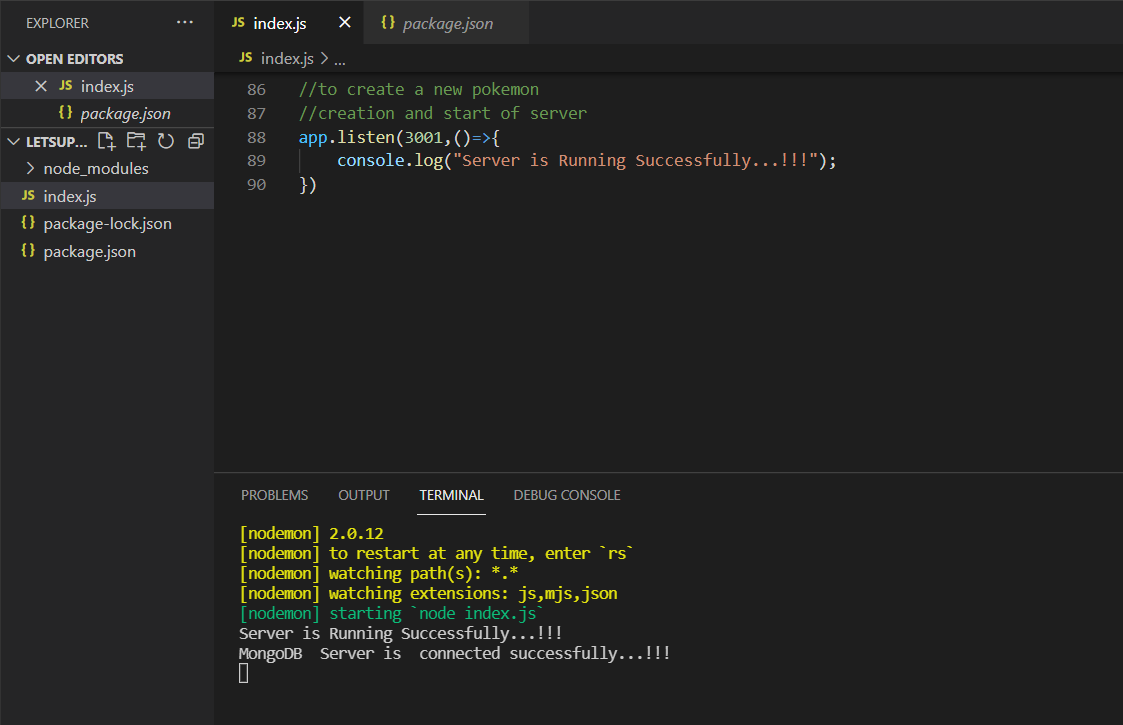 EXPLORER ...
OPEN EDITORS
JS index.js
{} package.json
LETSUP...
node_modules
JS index.js
{} package-lock.json
{} package.json
JS index.js {} package.json
JS index.js > ...
86 //to create a new pokemon
87 //creation and start of server
88 app.listen(3001,()=>{
89 console.log("Server is Running Successfully...!!!");
90 })
PROBLEMS OUTPUT TERMINAL DEBUG CONSOLE
[nodemon] 2.0.12
[nodemon] to restart at any time, enter `rs`
[nodemon] watching path(s): *.*
[nodemon] watching extensions: js,mjs,json
[nodemon] starting `node index.js`
Server is Running Successfully...!!!
MongoDB  Server is  connected successfully...!!!